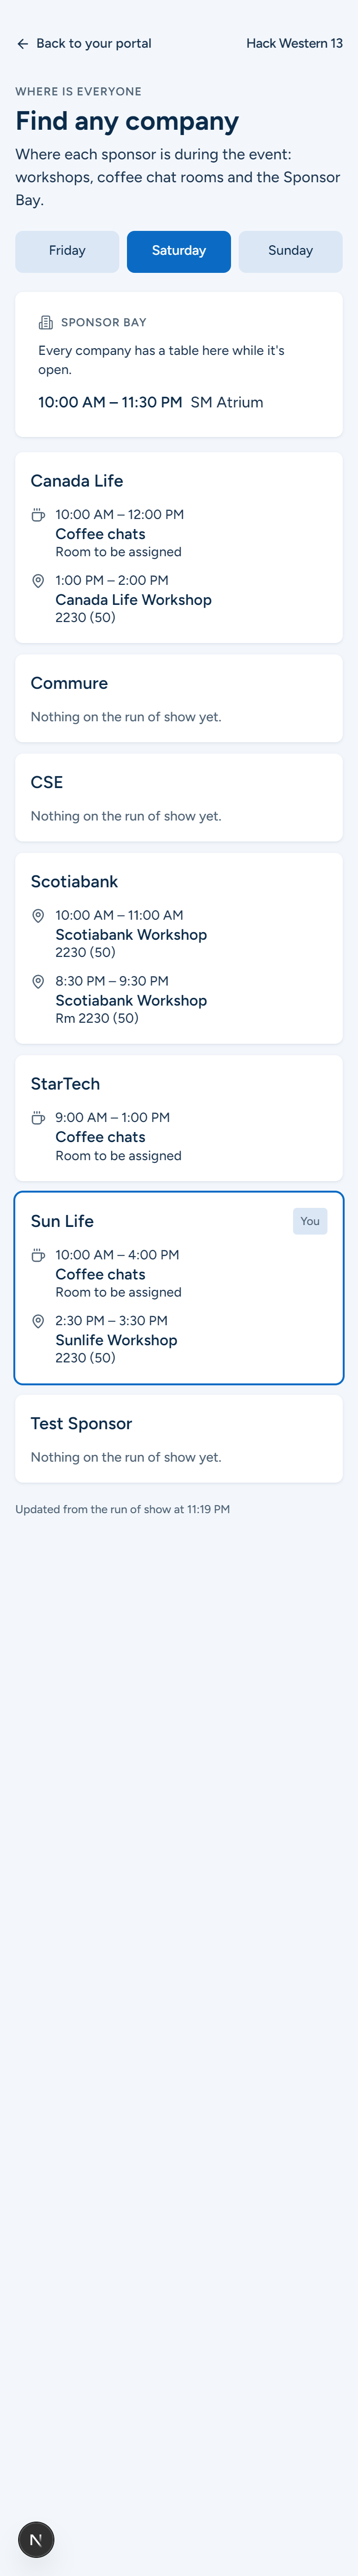 Back to your portal
Hack Western 13
WHERE IS EVERYONE
Find any company
Where each sponsor is during the event:
workshops, coffee chat rooms and the Sponsor
Bay.
Friday
Saturday
Sunday
SPONSOR BAY
Every company has a table here while it's
open.
10:00 AM – 11:30 PM SM Atrium
Canada Life
10:00 AM – 12:00 PM
Coffee chats
Room to be assigned
1:00 PM – 2:00 PM
Canada Life Workshop
2230 (50)
Commure
Nothing on the run of show yet.
CSE
Nothing on the run of show yet.
Scotiabank
10:00 AM – 11:00 AM
Scotiabank Workshop
2230 (50)
8:30 PM – 9:30 PM
Scotiabank Workshop
Rm 2230 (50)
StarTech
9:00 AM – 1:00 PM
Coffee chats
Room to be assigned
Sun Life
You
10:00 AM – 4:00 PM
Coffee chats
Room to be assigned
2:30 PM – 3:30 PM
Sunlife Workshop
2230 (50)
Test Sponsor
Nothing on the run of show yet.
Updated from the run of show at 11:19 PM
N